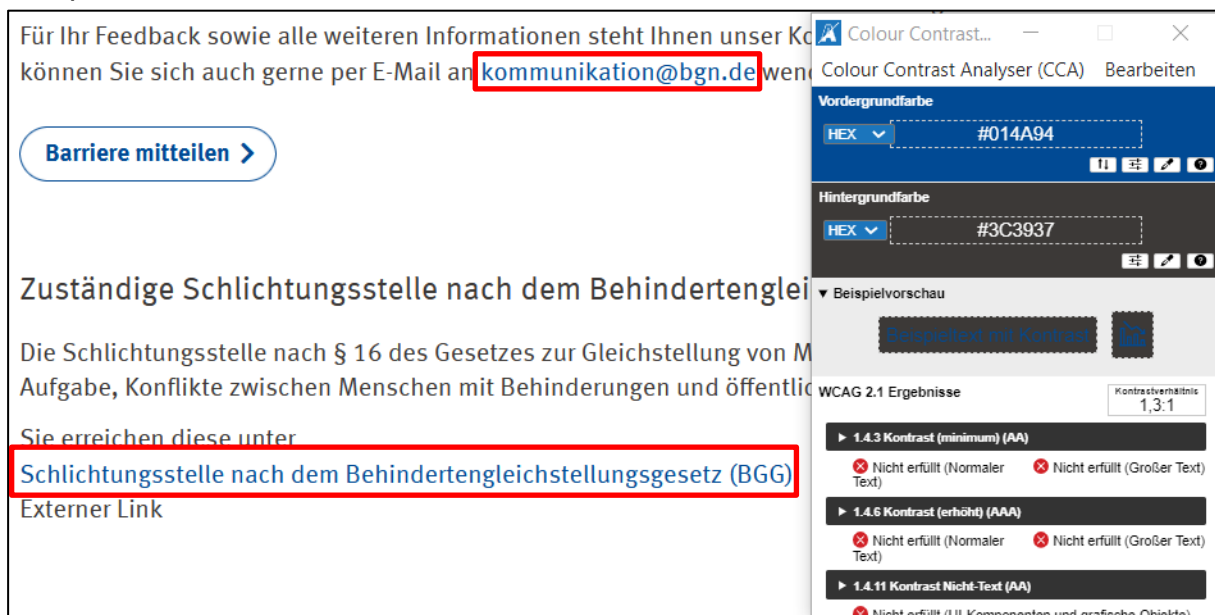 Für Ihr Feedback sowie alle weiteren Informationen steht Ihnen unser
können Sie sich auch gerne per E-Mail an kommunikation@bgn.de
Barriere mitteilen
Zuständige Schlichtungsstelle nach dem
Die Schlichtungsstelle nach § 16 des Gesetzes zur Gleichstellung von
Aufgabe, Konflikte zwischen Menschen mit Behinderungen und
Sie erreichen diese unter
Schlichtungsstelle nach dem Behindertengleichstellungsgesetz (BGG)
Externer Link
Colour Contrast...
Colour Contrast Analyser (CCA) Bearbeiten
Vordergrundfarbe
HEX #014A94
Hintergrundfarbe
HEX #3C3937
Beispielvorschau
Beispieltext mit Kontrast
WCAG 2.1 Ergebnisse
Kontrastverhältnis
1,3:1
1.4.3 Kontrast (minimum) (AA)
Nicht erfüllt (Normaler Nicht erfüllt (Großer Text)
Text)
1.4.6 Kontrast (erhöht) (AAA)
Nicht erfüllt (Normaler Nicht erfüllt (Großer Text)
Text)
1.4.11 Kontrast Nicht-Text (AA)
Nicht erfüllt (UI-Komponenten und grafische Objekte)